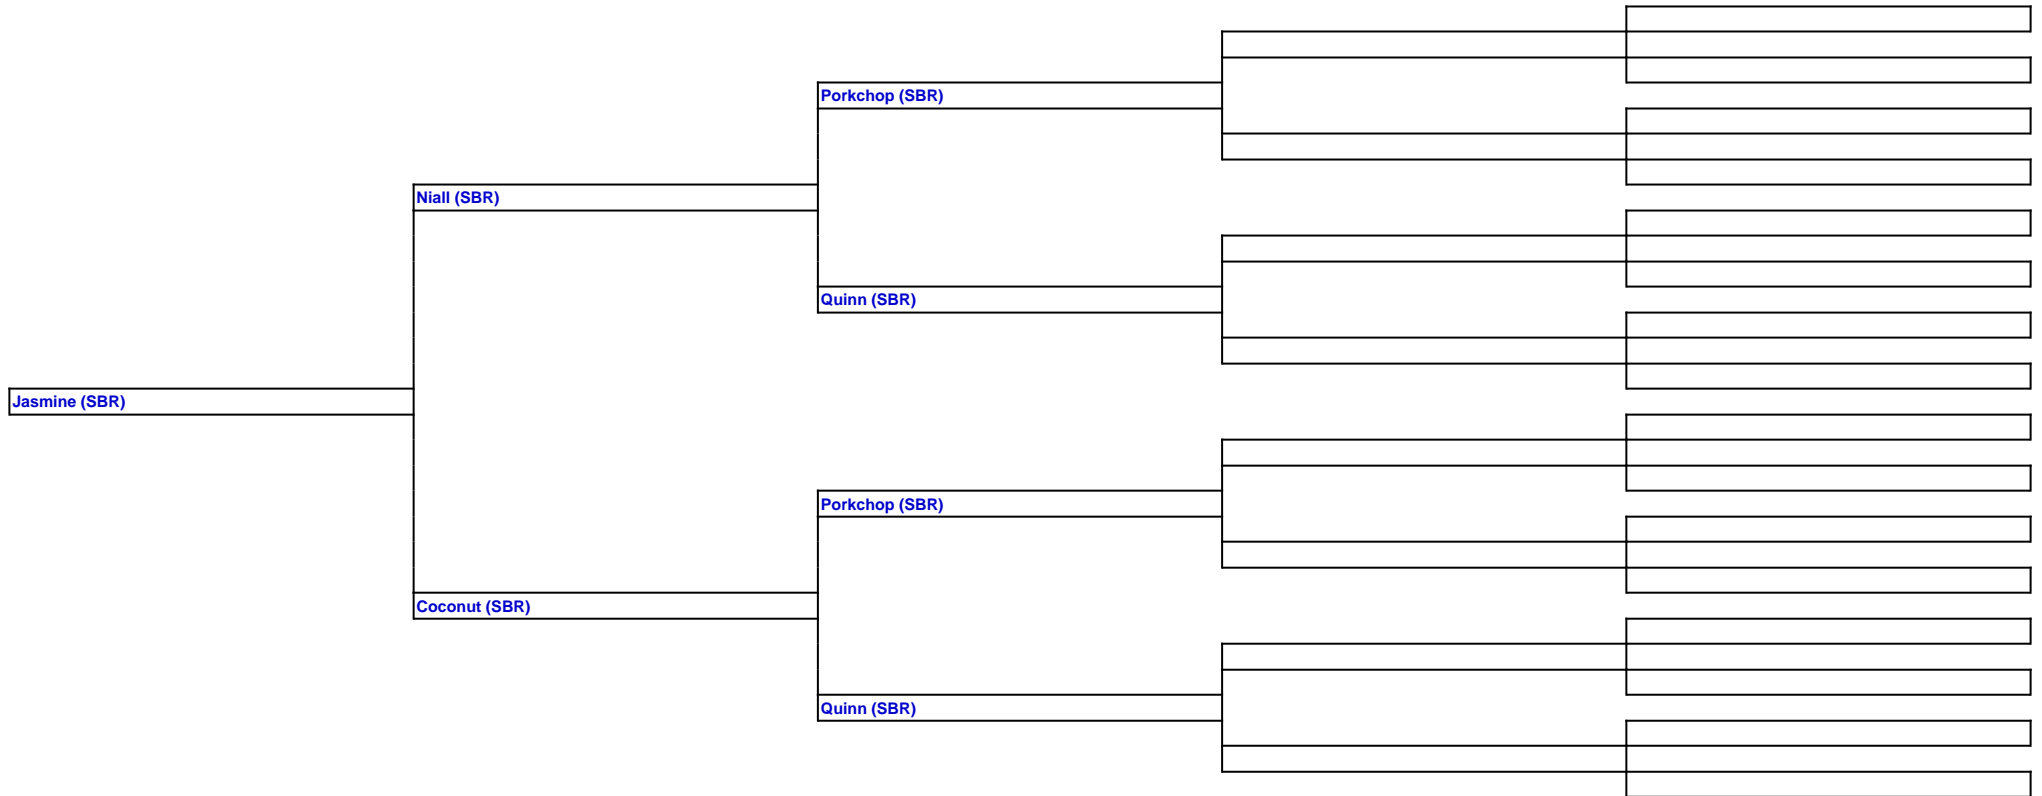 Porkchop (SBR)
Niall (SBR)
Quinn (SBR)
Jasmine (SBR)
Porkchop (SBR)
Coconut (SBR)
Quinn (SBR)